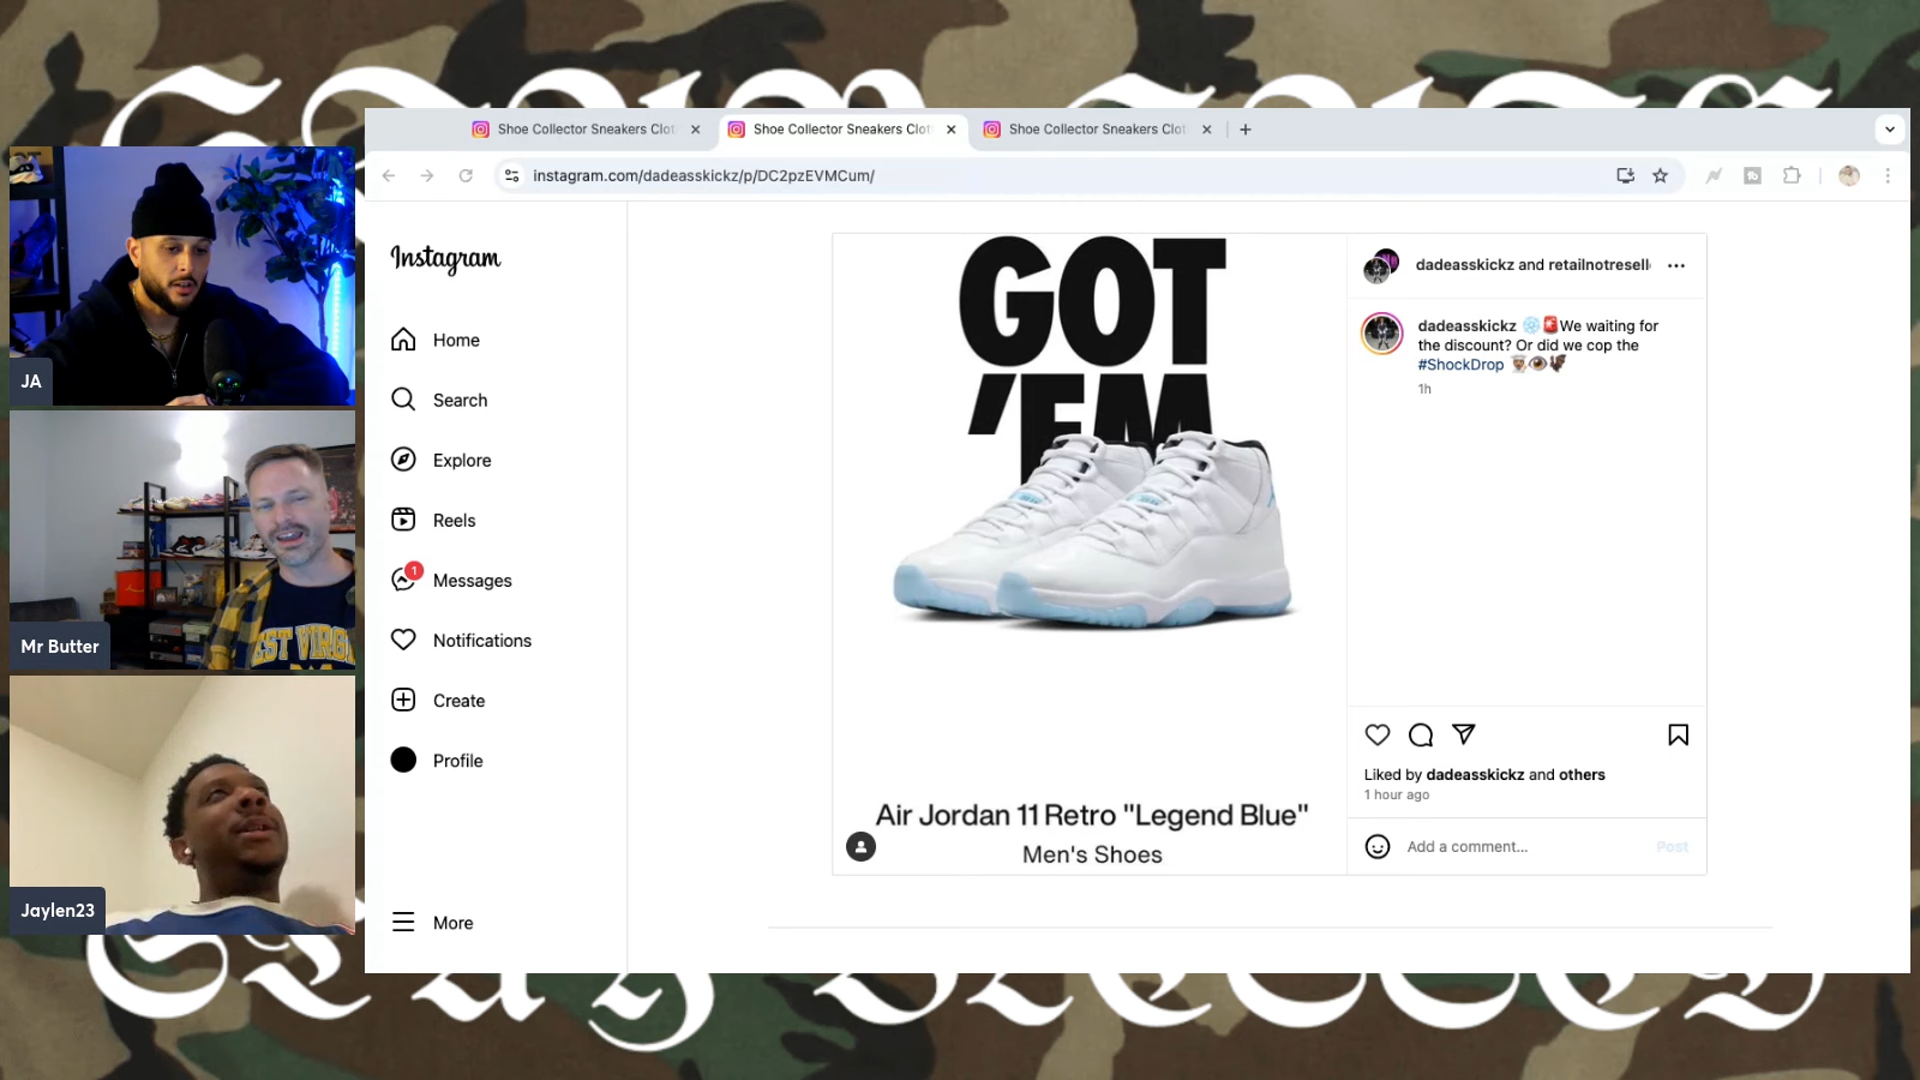 Shoe Collector Sneakers Clot
Shoe Collector Sneakers Clot
Shoe Collector Sneakers Clot
instagram.com/dadeasskickz/p/DC2pzEVMCum/
JA
Mr Butter
EST VIRG
Jaylen23
Instagram
Home
Search
Explore
Reels
1
Messages
Notifications
Create
Profile
More
GOT
'EM
Air Jordan 11 Retro "Legend Blue"
Men's Shoes
dadeasskickz and retailnotresell
dadeasskickz We waiting for
the discount? Or did we cop the
#ShockDrop
1h
Liked by dadeasskickz and others
1 hour ago
Add a comment...
Post